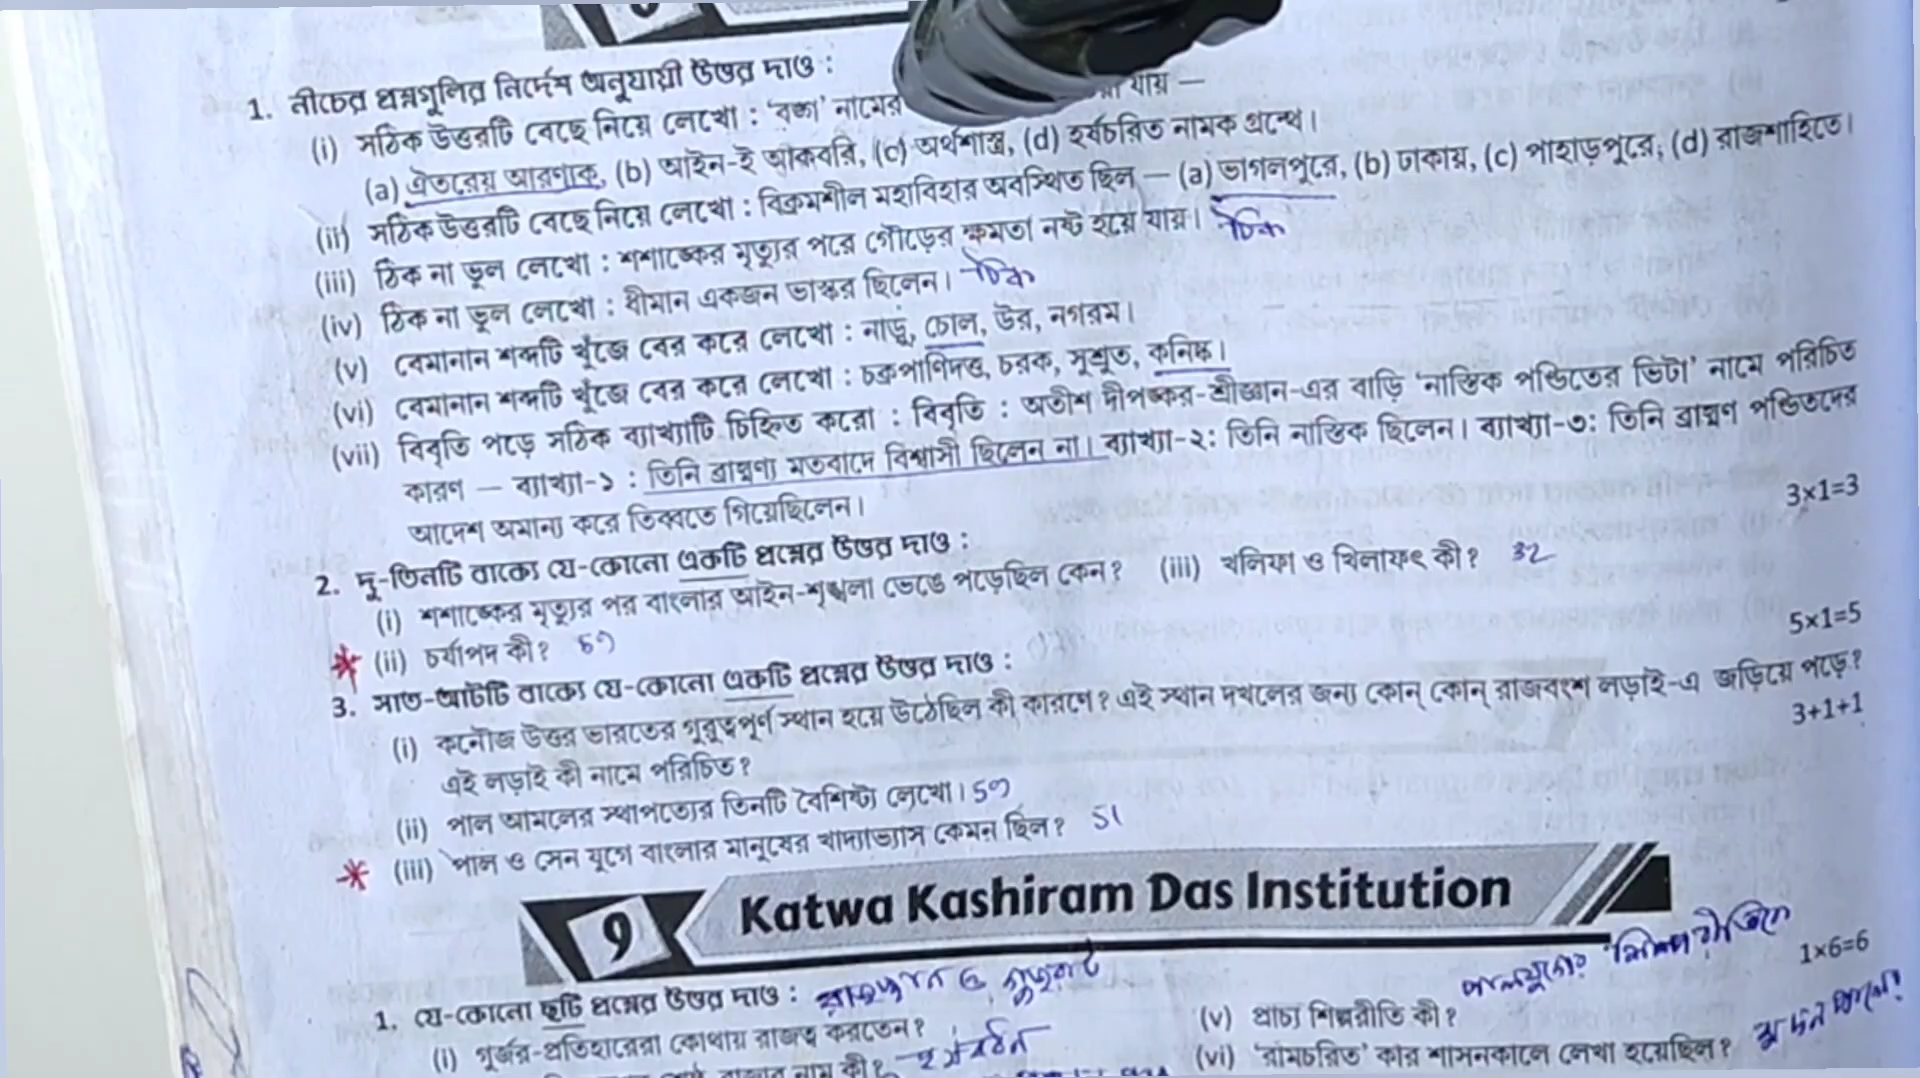 1. নীচের প্রশ্নগুলির নির্দেশ অনুযায়ী উত্তর দাও :
(i) সঠিক উত্তরটি বেছে নিয়ে লেখো : ‘বঙ্গ’ নামের যায় —
(a) ঐতরেয় আরণ্যক, (b) আইন-ই আকবরি, (c) অর্থশাস্ত্র, (d) হর্ষচরিত নামক গ্রন্থে।
(ii) সঠিক উত্তরটি বেছে নিয়ে লেখো : বিক্রমশীল মহাবিহার অবস্থিত ছিল — (a) ভাগলপুরে, (b) ঢাকায়, (c) পাহাড়পুরে, (d) রাজশাহিতে।
(iii) ঠিক না ভুল লেখো : শশাঙ্কের মৃত্যুর পরে গৌড়ের ক্ষমতা নষ্ট হয়ে যায়। ঠিক
(iv) ঠিক না ভুল লেখো : ধীমান একজন ভাস্কর ছিলেন। ঠিক
(v) বেমানান শব্দটি খুঁজে বের করে লেখো : নাড়ু, চোল, উর, নগরম।
(vi) বেমানান শব্দটি খুঁজে বের করে লেখো : চক্রপাণিদত্ত, চরক, সুশ্রুত, কনিষ্ক।
(vii) বিবৃতি পড়ে সঠিক ব্যাখ্যাটি চিহ্নিত করো : বিবৃতি : অতীশ দীপঙ্কর-শ্রীজ্ঞান-এর বাড়ি ‘নাস্তিক পণ্ডিতের ভিটা’ নামে পরিচিত
কারণ — ব্যাখ্যা-১ : তিনি ব্রাহ্মণ্য মতবাদে বিশ্বাসী ছিলেন না। ব্যাখ্যা-২: তিনি নাস্তিক ছিলেন। ব্যাখ্যা-৩: তিনি ব্রাহ্মণ পণ্ডিতদের
আদেশ অমান্য করে তিব্বতে গিয়েছিলেন।
2. দু-তিনটি বাক্যে যে-কোনো একটি প্রশ্নের উত্তর দাও : 3×1=3
(i) শশাঙ্কের মৃত্যুর পর বাংলার আইন-শৃঙ্খলা ভেঙে পড়েছিল কেন? (iii) খলিফা ও খিলাফৎ কী? 32
(ii) চর্যাপদ কী?
3. সাত-আটটি বাক্যে যে-কোনো একটি প্রশ্নের উত্তর দাও : 5×1=5
(i) কনৌজ উত্তর ভারতের গুরুত্বপূর্ণ স্থান হয়ে উঠেছিল কী কারণে? এই স্থান দখলের জন্য কোন্ কোন্ রাজবংশ লড়াই-এ জড়িয়ে পড়ে?
এই লড়াই কী নামে পরিচিত? 3+1+1
(ii) পাল আমলের স্থাপত্যের তিনটি বৈশিষ্ট্য লেখো।
(iii) পাল ও সেন যুগে বাংলার মানুষের খাদ্যাভ্যাস কেমন ছিল? 51
9 Katwa Kashiram Das Institution
1. যে-কোনো ছটি প্রশ্নের উত্তর দাও : 1×6=6
(i) গূর্জর-প্রতিহারেরা কোথায় রাজত্ব করতেন?
(v) প্রাচ্য শিল্পরীতি কী?
(vi) ‘রামচরিত’ কার শাসনকালে লেখা হয়েছিল?
রাজার নাম কী?